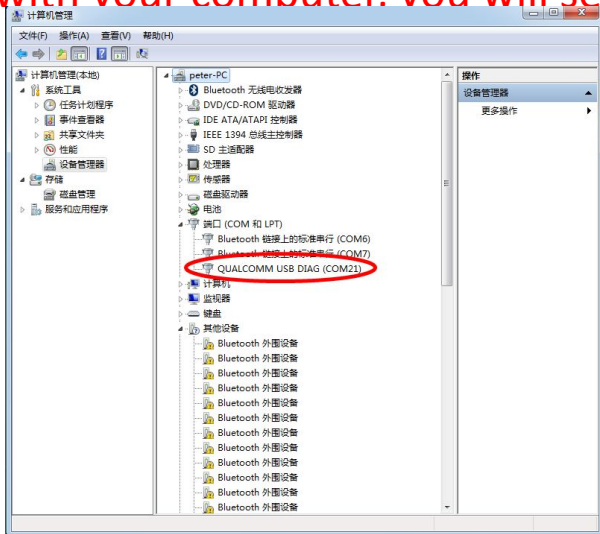 with your computer. you will se
计算机管理
文件(F) 操作(A) 查看(V) 帮助(H)
计算机管理(本地)
系统工具
任务计划程序
事件查看器
共享文件夹
性能
设备管理器
存储
磁盘管理
服务和应用程序
peter-PC
Bluetooth 无线电收发器
DVD/CD-ROM 驱动器
IDE ATA/ATAPI 控制器
IEEE 1394 总线主控制器
SD 主适配器
处理器
传感器
磁盘驱动器
电池
端口 (COM 和 LPT)
Bluetooth 链接上的标准串行 (COM6)
Bluetooth 链接上的标准串行 (COM7)
QUALCOMM USB DIAG (COM21)
计算机
监视器
键盘
其他设备
Bluetooth 外围设备
Bluetooth 外围设备
Bluetooth 外围设备
Bluetooth 外围设备
Bluetooth 外围设备
Bluetooth 外围设备
Bluetooth 外围设备
Bluetooth 外围设备
Bluetooth 外围设备
Bluetooth 外围设备
Bluetooth 外围设备
Bluetooth 外围设备
操作
设备管理器
更多操作